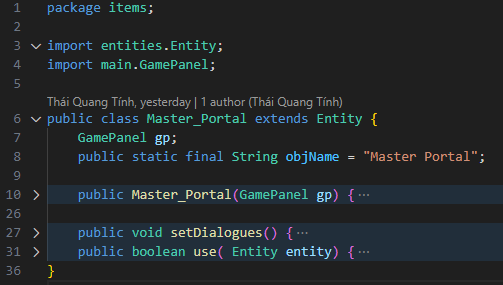 1 package items;
2
3 import entities.Entity;
4 import main.GamePanel;
5
Thái Quang Tính, yesterday | 1 author (Thái Quang Tính)
6 public class Master_Portal extends Entity {
7 GamePanel gp;
8 public static final String objName = "Master Portal";
9
10 public Master_Portal(GamePanel gp) {⋯
26
27 public void setDialogues() {⋯
31 public boolean use( Entity entity) {⋯
36 }